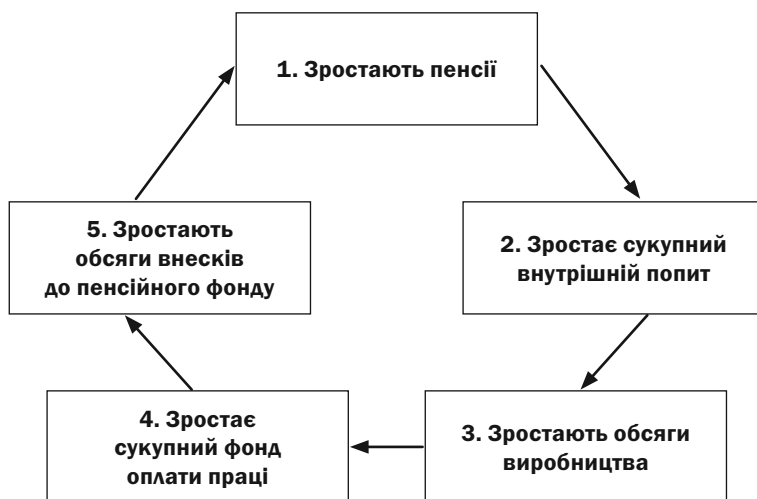 1. Зростають пенсії
2. Зростає сукупний
внутрішній попит
3. Зростають обсяги
виробництва
4. Зростає
сукупний фонд
оплати праці
5. Зростають
обсяги внесків
до пенсійного фонду